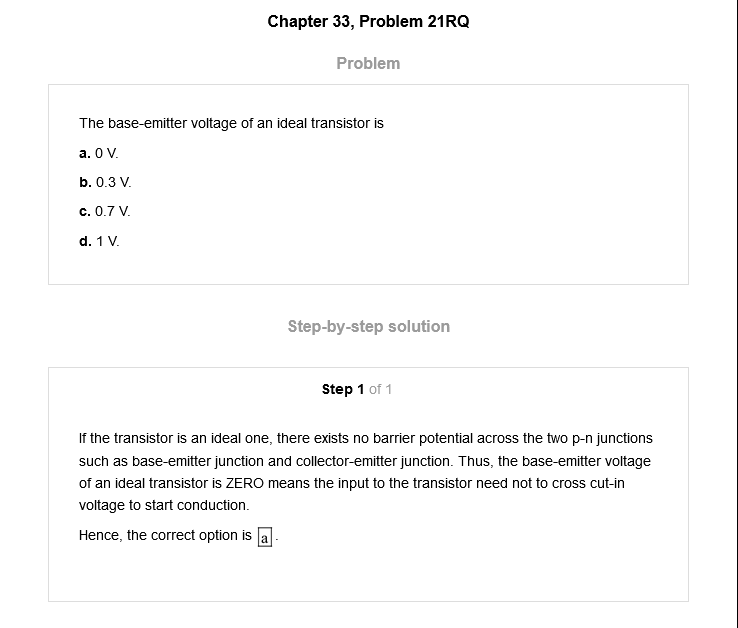 Chapter 33, Problem 21RQ
Problem
The base-emitter voltage of an ideal transistor is
a. 0 V.
b. 0.3 V.
c. 0.7 V.
d. 1 V.
Step-by-step solution
Step 1 of 1
If the transistor is an ideal one, there exists no barrier potential across the two p-n junctions
such as base-emitter junction and collector-emitter junction. Thus, the base-emitter voltage
of an ideal transistor is ZERO means the input to the transistor need not to cross cut-in
voltage to start conduction.
Hence, the correct option is a.